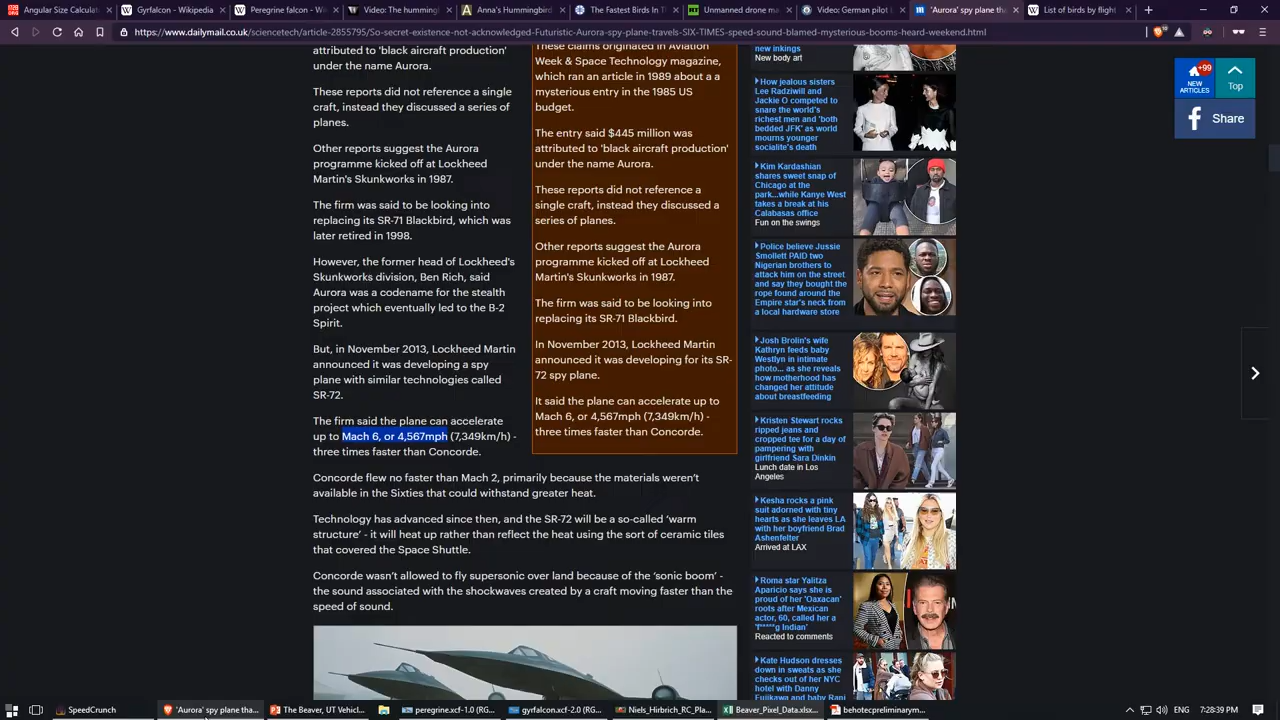 Angular Size Calculat
Gyrfalcon - Wikipedia
Peregrine falcon - Wiki
Video: The hummingl
Anna's Hummingbird
The Fastest Birds In Th
Unmanned drone ma
Video: German pilot L
'Aurora' spy plane tha
List of birds by flight
https://www.dailymail.co.uk/sciencetech/article-2855795/So-secret-existence-not-acknowledged-Futuristic-Aurora-spy-plane-travels-SIX-TIMES-speed-sound-blamed-mysterious-booms-heard-weekend.html
attributed to 'black aircraft production'
under the name Aurora.
These reports did not reference a single
craft, instead they discussed a series of
planes.
Other reports suggest the Aurora
programme kicked off at Lockheed
Martin's Skunkworks in 1987.
The firm was said to be looking into
replacing its SR-71 Blackbird, which was
later retired in 1998.
However, the former head of Lockheed's
Skunkworks division, Ben Rich, said
Aurora was a codename for the stealth
project which eventually led to the B-2
Spirit.
But, in November 2013, Lockheed Martin
announced it was developing for a spy
plane with similar technologies called
SR-72.
The firm said the plane can accelerate
up to Mach 6, or 4,567mph (7,349km/h) -
three times faster than Concorde.
These claims originated in Aviation
Week & Space Technology magazine,
which ran an article in 1989 about a a
mysterious entry in the 1985 US
budget.
The entry said $445 million was
attributed to 'black aircraft production'
under the name Aurora.
These reports did not reference a
single craft, instead they discussed a
series of planes.
Other reports suggest the Aurora
programme kicked off at Lockheed
Martin's Skunkworks in 1987.
The firm was said to be looking into
replacing its SR-71 Blackbird.
In November 2013, Lockheed Martin
announced it was developing for its SR-
72 spy plane.
It said the plane can accelerate up to
Mach 6, or 4,567mph (7,349km/h) -
three times faster than Concorde.
Concorde flew no faster than Mach 2, primarily because the materials weren't
available in the Sixties that could withstand greater heat.
Technology has advanced since then, and the SR-72 will be a so-called 'warm
structure' - it will heat up rather than reflect the heat using the sort of ceramic tiles
that covered the Space Shuttle.
Concorde wasn't allowed to fly supersonic over land because of the 'sonic boom' -
the sound associated with the shockwaves created by a craft moving faster than the
speed of sound.
new inkings
New body art
How jealous sisters
Lee Radziwill and
Jackie O competed to
snare the world's
richest men and 'both
bedded JFK' as world
mourns younger
socialite's death
Kim Kardashian
shares sweet snap of
Chicago at the
park...while Kanye West
takes a break at his
Calabasas office
Fun on the swings
Police believe Jussie
Smollett PAID two
Nigerian brothers to
attack him on the street
and say they bought the
rope found around the
Empire star's neck from
a local hardware store
Josh Brolin's wife
Kathryn feeds baby
Westlyn in intimate
photo... as she reveals
how motherhood has
changed her attitude
about breastfeeding
Kristen Stewart rocks
ripped jeans and
cropped tee for a day of
pampering with
girlfriend Sara Dinkin
Lunch date in Los
Angeles
Kesha rocks a pink
suit adorned with tiny
hearts as she leaves LA
with her boyfriend Brad
Ashenfelter
Arrived at LAX
Roma star Yalitza
Aparicio says she is
proud of her 'Oaxacan'
roots after Mexican
actor, 60, called her a
'f*****g Indian'
Reacted to comments
Kate Hudson dresses
down in sweats as she
checks out of her NYC
hotel with Danny
Fujikawa and baby Rani
+99
NEW
ARTICLES
Top
Share
SpeedCrunch
'Aurora' spy plane tha...
The Beaver, UT Vehicl...
peregrine.xcf-1.0 (RG...
gyrfalcon.xcf-2.0 (RG...
Niels_Hirbrich_RC_Pla...
Beaver_Pixel_Data.xlsx...
behotecpreliminarym...
ENG
7:28:39 PM